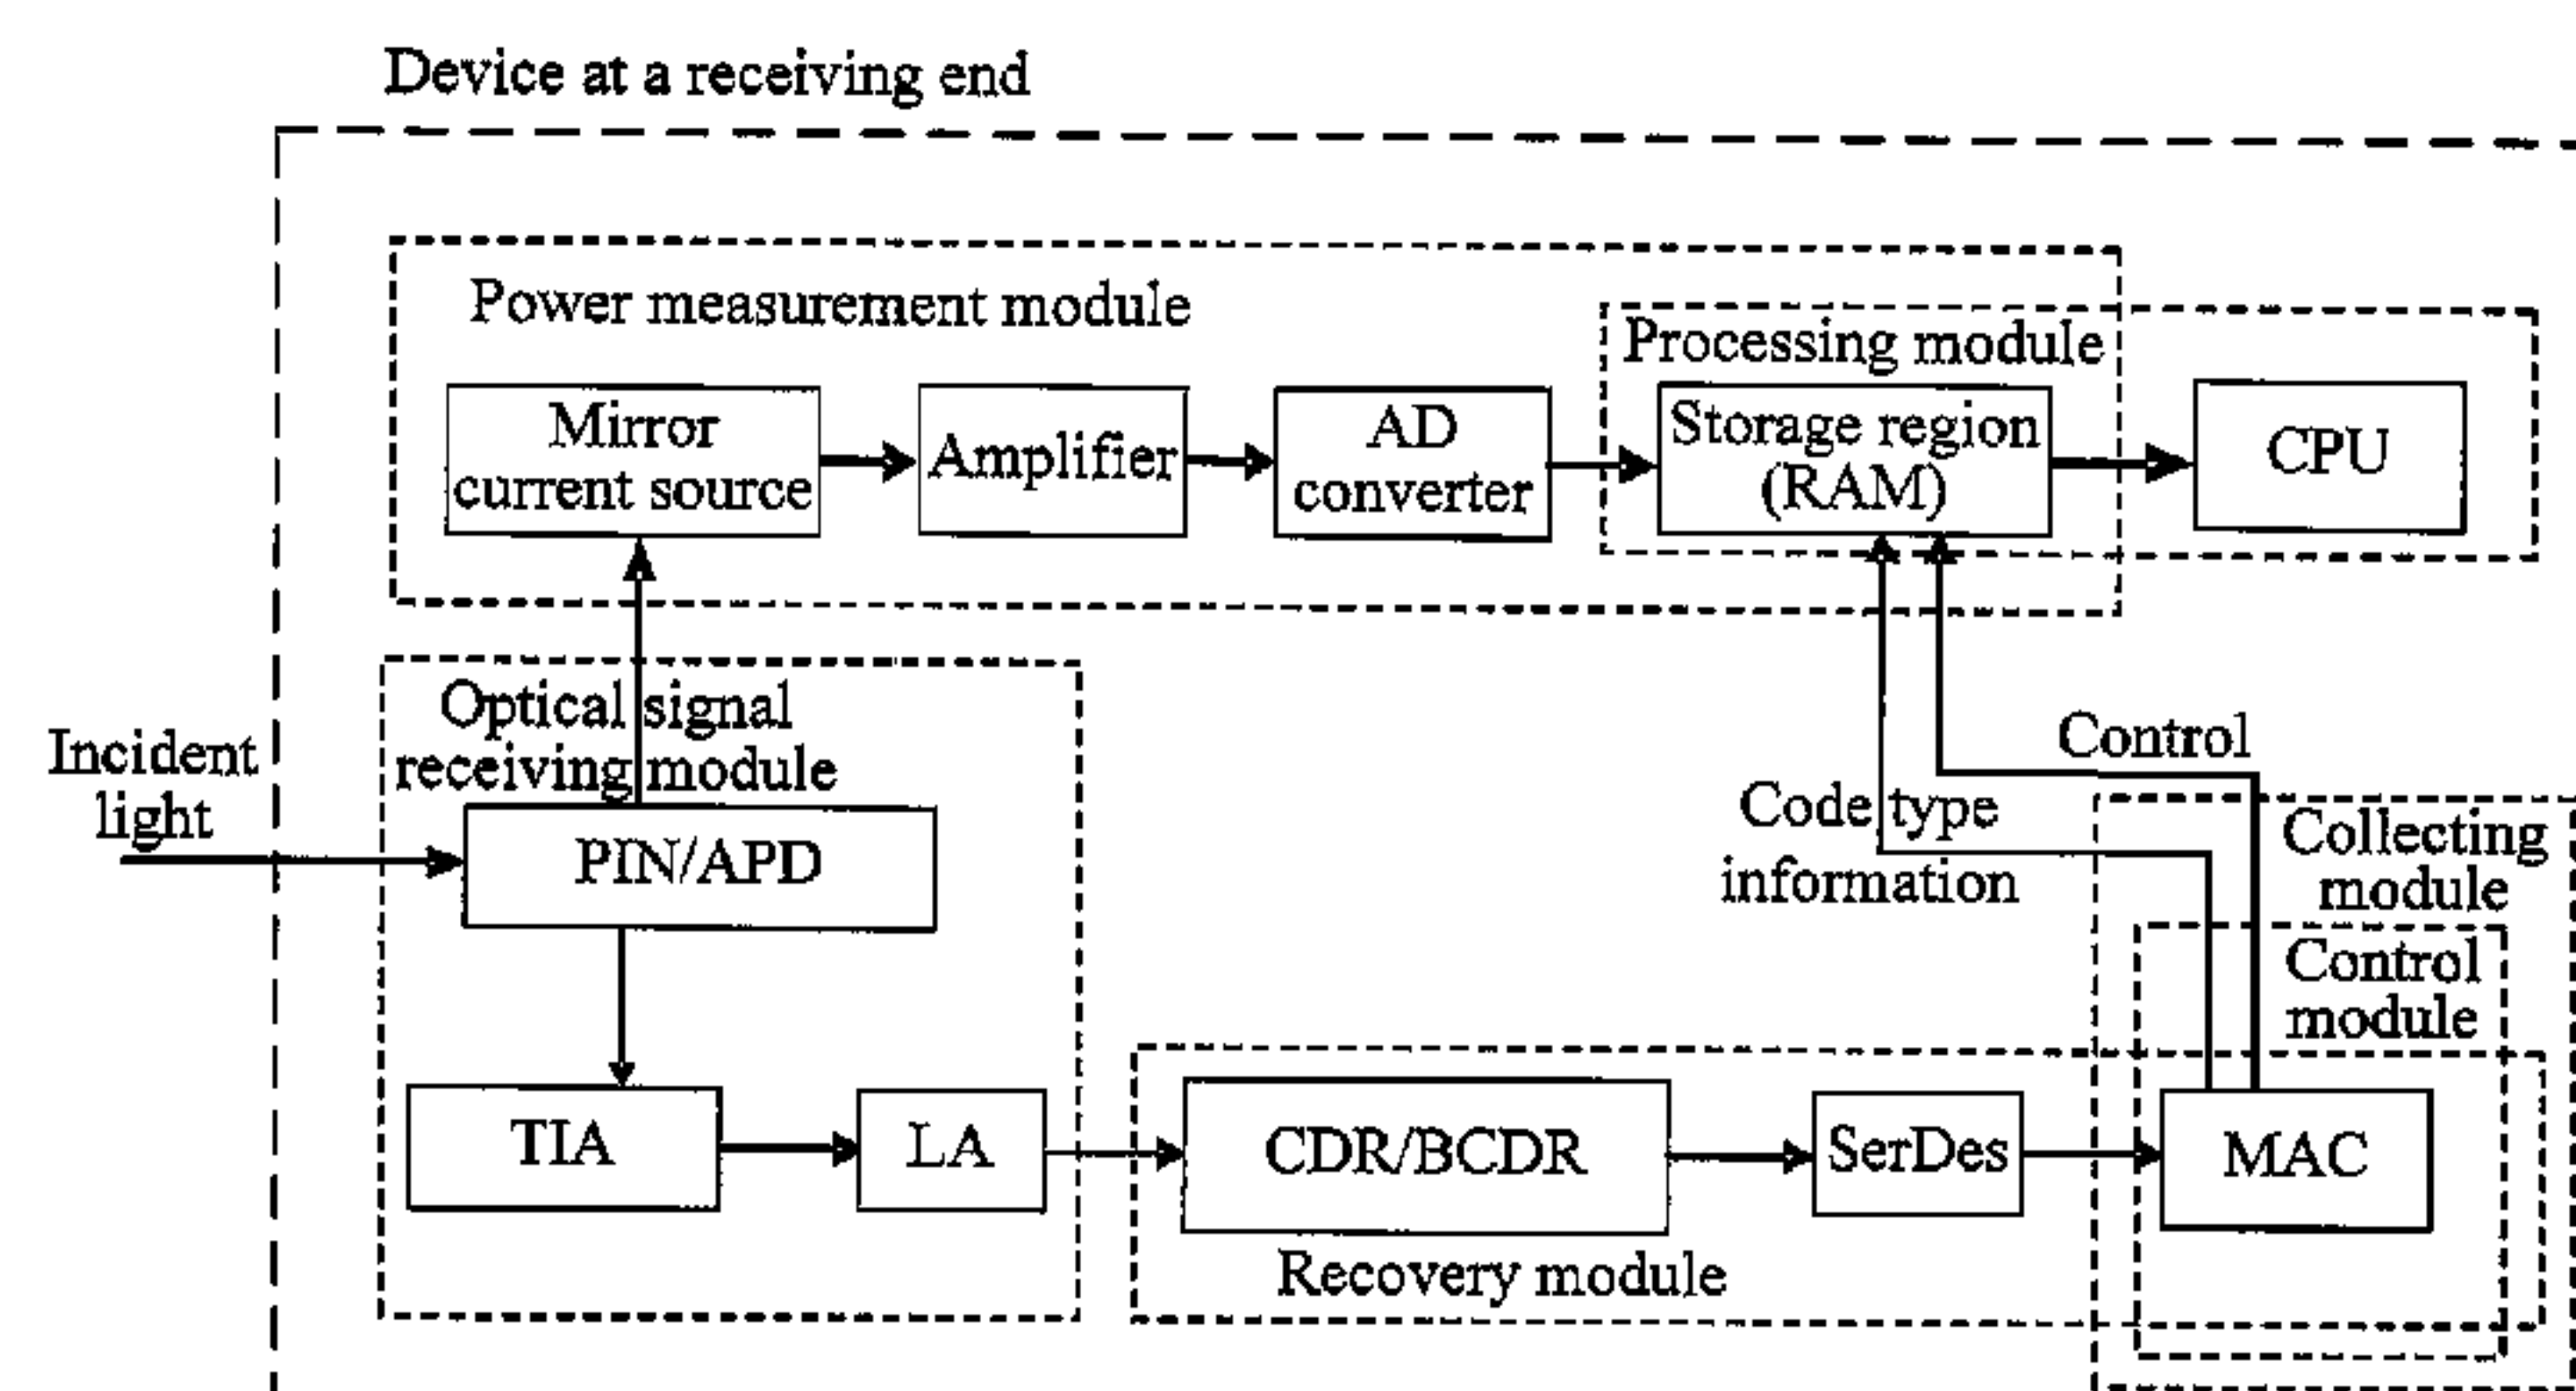 Device at a receiving end
Power measurement module
Processing module
Mirror
current source
Amplifier
AD
converter
Storage region
(RAM)
CPU
Optical signal
receiving module
Incident
light
PIN/APD
Control
Code type
information
Collecting
module
Control
module
TIA
LA
CDR/BCDR
SerDes
MAC
Recovery module